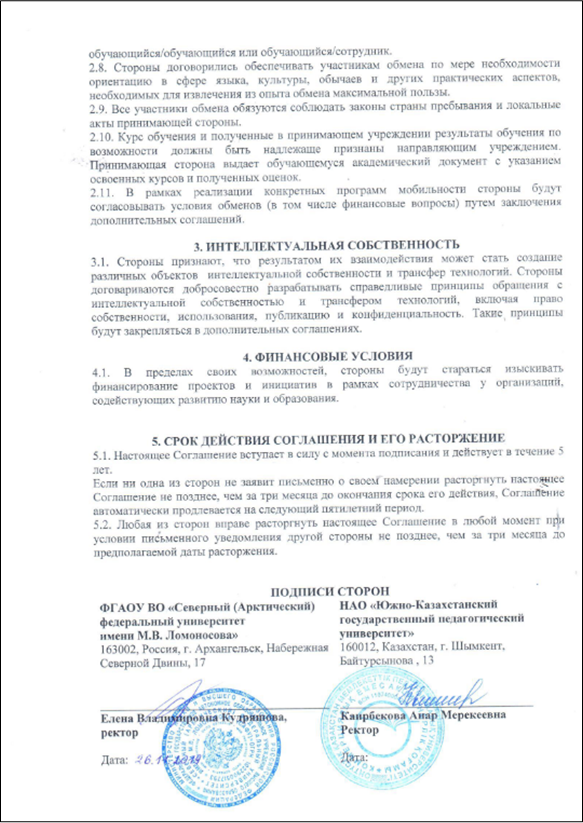 обучающийся/обучающийся или обучающийся/сотрудник.
2.8. Стороны договорились обеспечивать участникам обмена по мере необходимости
ориентацию в сфере языка, культуры, обычаев и других практических аспектов,
необходимых для извлечения из опыта обмена максимальной пользы.
2.9. Все участники обмена обязуются соблюдать законы страны пребывания и локальные
акты принимающей стороны.
2.10. Курс обучения и полученные в принимающем учреждении результаты обучения по
возможности должны быть надлежаще признаны направляющим учреждением.
Принимающая сторона выдает обучающемуся академический документ с указанием
освоенных курсов и полученных оценок.
2.11. В рамках реализации конкретных программ мобильности стороны будут
согласовывать условия обменов (в том числе финансовые вопросы) путем заключения
дополнительных соглашений.
3. ИНТЕЛЛЕКТУАЛЬНАЯ СОБСТВЕННОСТЬ
3.1. Стороны признают, что результатом их взаимодействия может стать создание
различных объектов интеллектуальной собственности и трансфер технологий. Стороны
договариваются добросовестно разрабатывать справедливые принципы обращения с
интеллектуальной собственностью и трансфером технологий, включая право
собственности, использования, публикацию и конфиденциальность. Такие принципы
будут закрепляться в дополнительных соглашениях.
4. ФИНАНСОВЫЕ УСЛОВИЯ
4.1. В пределах своих возможностей, стороны будут стараться изыскивать
финансирование проектов и инициатив в рамках сотрудничества у организаций,
содействующих развитию науки и образования.
5. СРОК ДЕЙСТВИЯ СОГЛАШЕНИЯ И ЕГО РАСТОРЖЕНИЕ
5.1. Настоящее Соглашение вступает в силу с момента подписания и действует в течение 5
лет.
Если ни одна из сторон не заявит письменно о своем намерении расторгнуть настоящее
Соглашение не позднее, чем за три месяца до окончания срока его действия, Соглашение
автоматически продлевается на следующий пятилетний период.
5.2. Любая из сторон вправе расторгнуть настоящее Соглашение в любой момент при
условии письменного уведомления другой стороны не позднее, чем за три месяца до
предполагаемой даты расторжения.
ПОДПИСИ СТОРОН
ФГАОУ ВО «Северный (Арктический)
федеральный университет
имени М.В. Ломоносова»
163002, Россия, г. Архангельск, Набережная
Северной Двины, 17
НАО «Южно-Казахстанский
государственный педагогический
университет»
160012, Казахстан, г. Шымкент,
Байтурсынова , 13
Елена Владимировна Кудряшова,
ректор
Дата:
Каирбекова Анар Мерекеевна
Ректор
Дата: